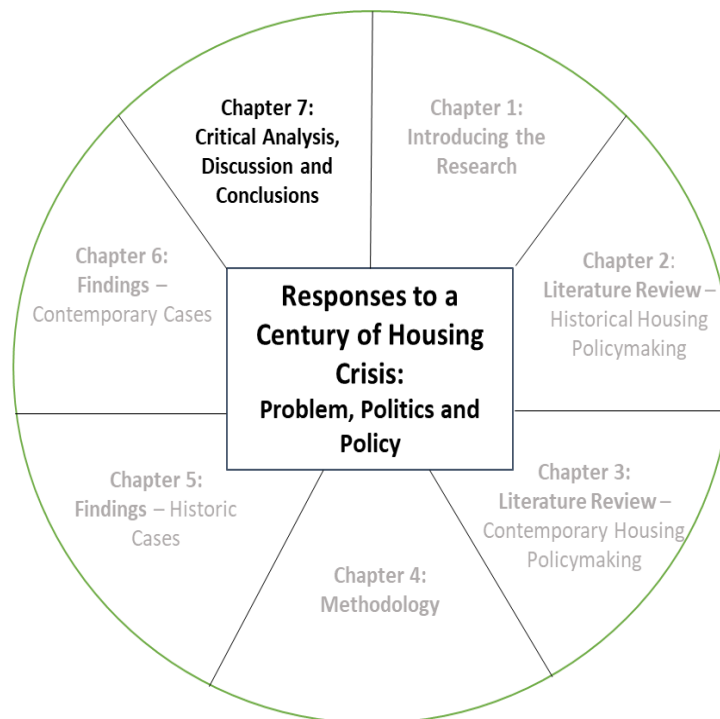 Chapter 7:
Critical Analysis,
Discussion and
Conclusions
Chapter 1:
Introducing the
Research
Chapter 2:
Literature Review –
Historical Housing
Policymaking
Chapter 3:
Literature Review –
Contemporary Housing
Policymaking
Chapter 4:
Methodology
Chapter 5:
Findings – Historic
Cases
Chapter 6:
Findings –
Contemporary Cases
Responses to a
Century of Housing
Crisis:
Problem, Politics and
Policy